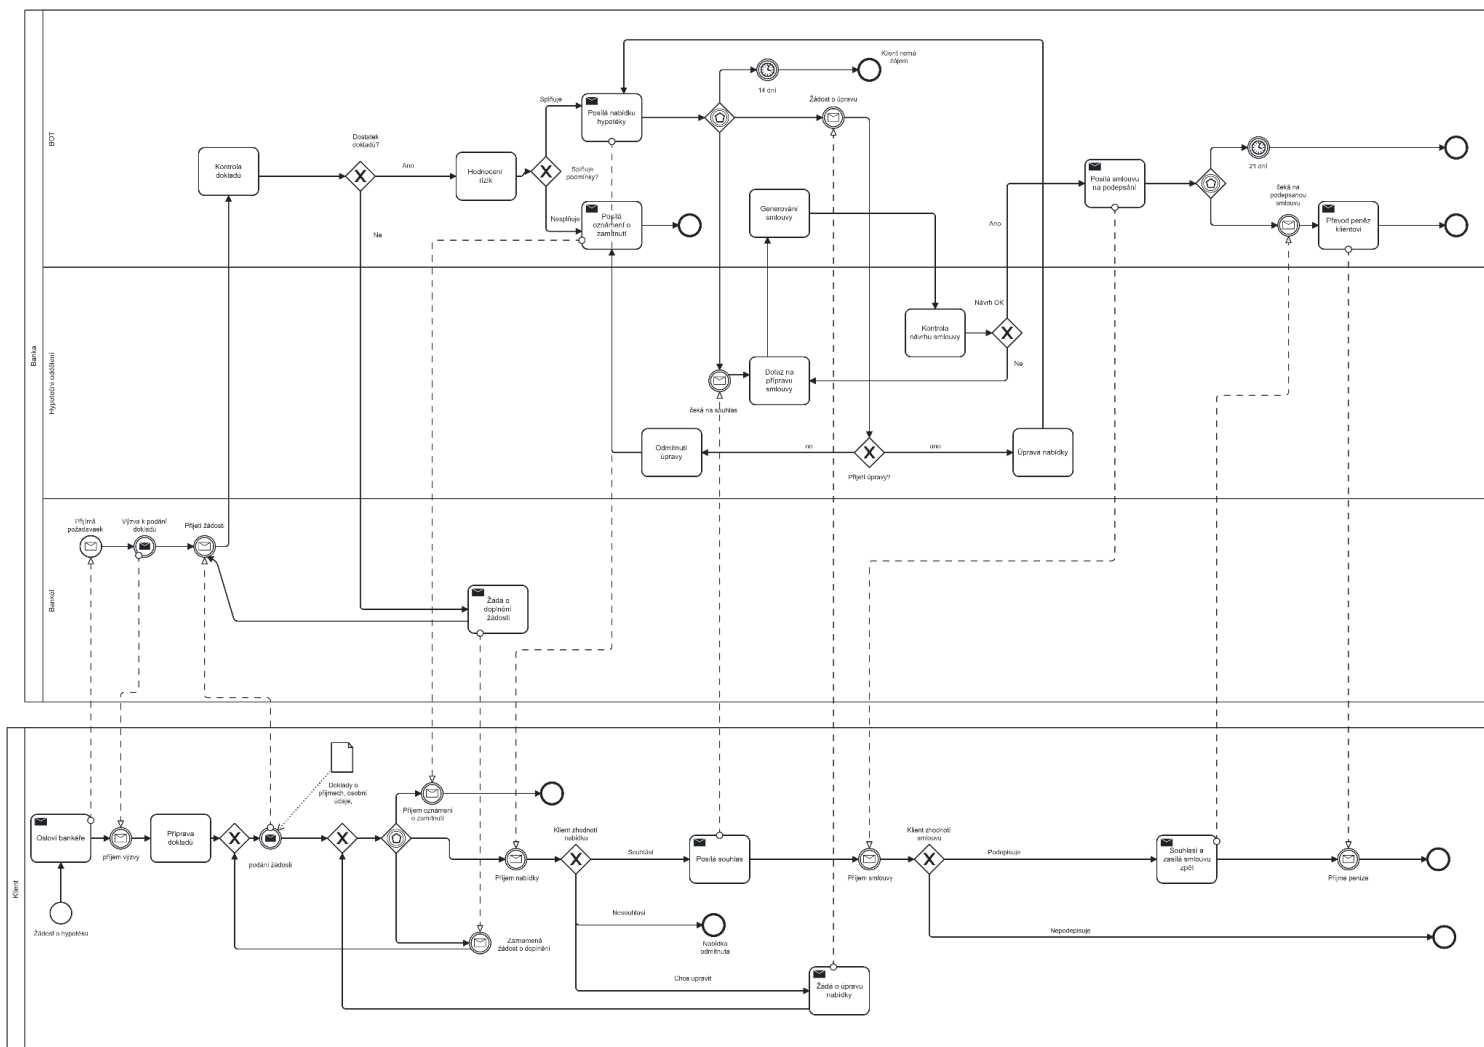 Banka
BOT
Klient nemá
zájem
14 dní
Žádost o úpravu
Splňuje
Posílá nabídku
hypotéky
Dostatek
dokladů?
Kontrola
dokladů
Ano
Hodnocení
rizik
Splňuje
podmínky?
Nesplňuje
Posílá
oznámení o
zamítnutí
Ne
Generování
smlouvy
Ano
Posílá smlouvu
na podepsání
21 dní
čeká na
podepsanou
smlouvu
Převod peněz
klientovi
Hypoteční oddělení
Návrh OK
Kontrola
návrhu smlouvy
Ne
Dotaz na
přípravu
smlouvy
čeká na souhlas
Odmítnutí
úpravy
ne
ano
Přijetí úpravy?
Úprava nabídky
Bankéř
Přijímá
požadavaek
Výzva k podání
dokladů
Přijetí žádosti
Žádá o
doplnění
žádosti
Klient
Doklady o
příjmech, osobní
údaje,
Osloví bankéře
příjem výzvy
Příprava
dokladů
podání žádosti
Příjem oznámení
o zamítnutí
Příjem nabídky
Klient zhodnotí
nabídku
Souhlásí
Posílá souhlas
Příjem smlouvy
Klient zhodnotí
smlouvu
Podepisuje
Souhlasí a
zasílá smlouvu
zpět
Přijme peníze
Žádost o hypotéku
Zaznamená
žádost o doplnění
Nesouhlasí
Nabídka
odmítnuta
Nepodepisuje
Chce upravit
Žádá o úpravu
nabídky